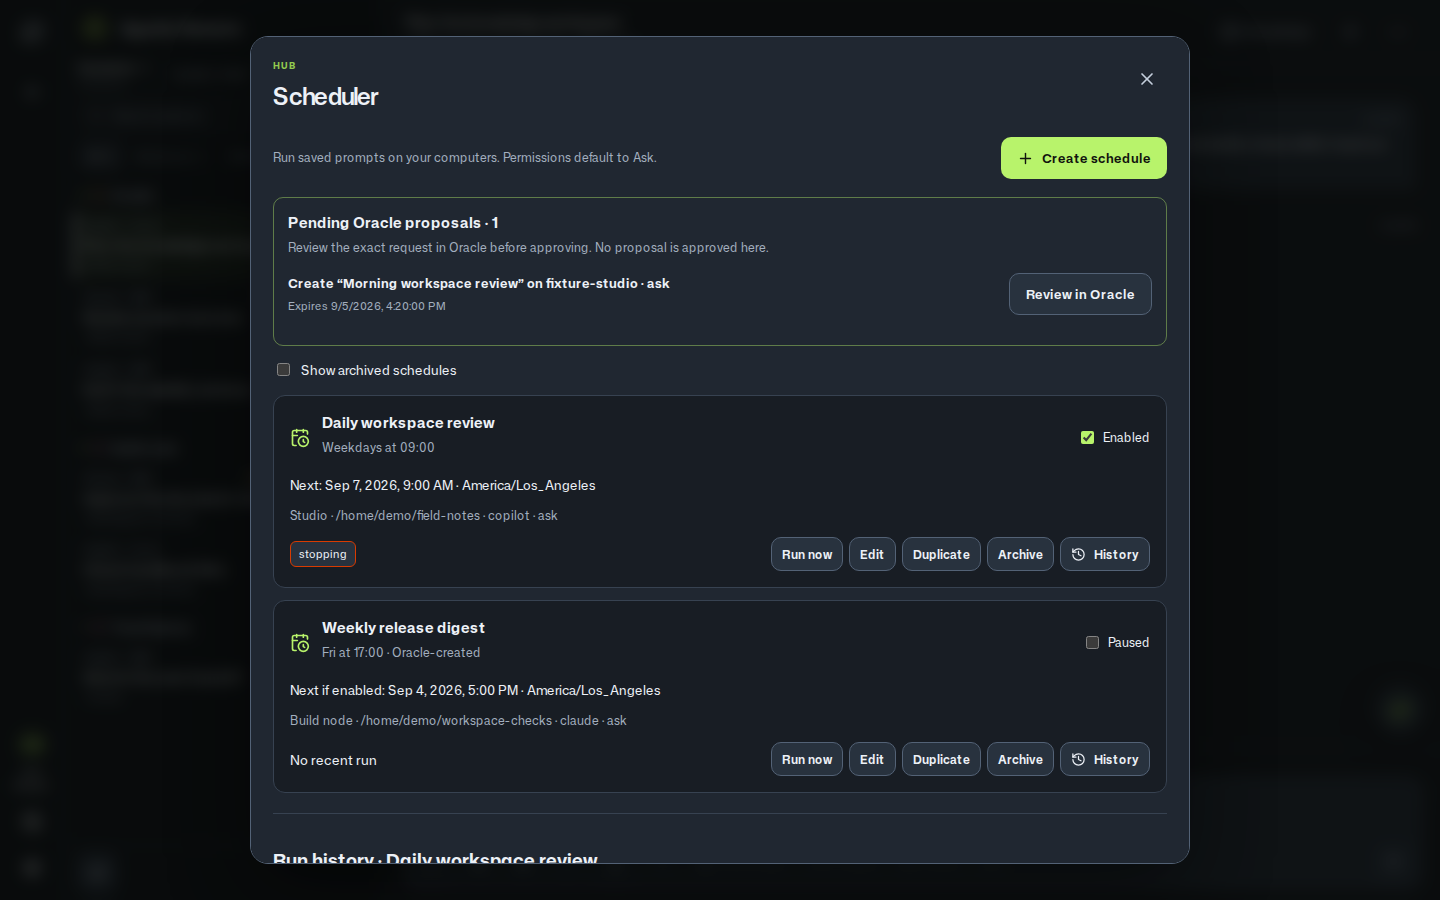 HUB
Scheduler
Run saved prompts on your computers. Permissions default to Ask.
Create schedule
Pending Oracle proposals · 1
Review the exact request in Oracle before approving. No proposal is approved here.
Create “Morning workspace review” on fixture-studio · ask
Expires 9/5/2026, 4:20:00 PM
Review in Oracle
Show archived schedules
Daily workspace review
Weekdays at 09:00
Enabled
Next: Sep 7, 2026, 9:00 AM · America/Los_Angeles
Studio · /home/demo/field-notes · copilot · ask
stopping
Run now
Edit
Duplicate
Archive
History
Weekly release digest
Fri at 17:00 · Oracle-created
Paused
Next if enabled: Sep 4, 2026, 5:00 PM · America/Los_Angeles
Build node · /home/demo/workspace-checks · claude · ask
No recent run
Run now
Edit
Duplicate
Archive
History
Run history · Daily workspace review